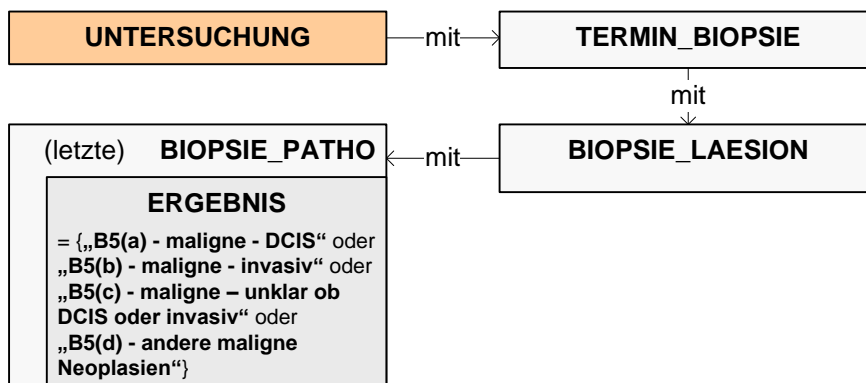 UNTERSUCHUNG
mit
TERMIN_BIOPSIE
mit
BIOPSIE_LAESION
mit
(letzte) BIOPSIE_PATHO
ERGEBNIS
= {„B5(a) - maligne - DCIS“ oder
„B5(b) - maligne - invasiv“ oder
„B5(c) - maligne – unklar ob
DCIS oder invasiv“ oder
„B5(d) - andere maligne
Neoplasien“}